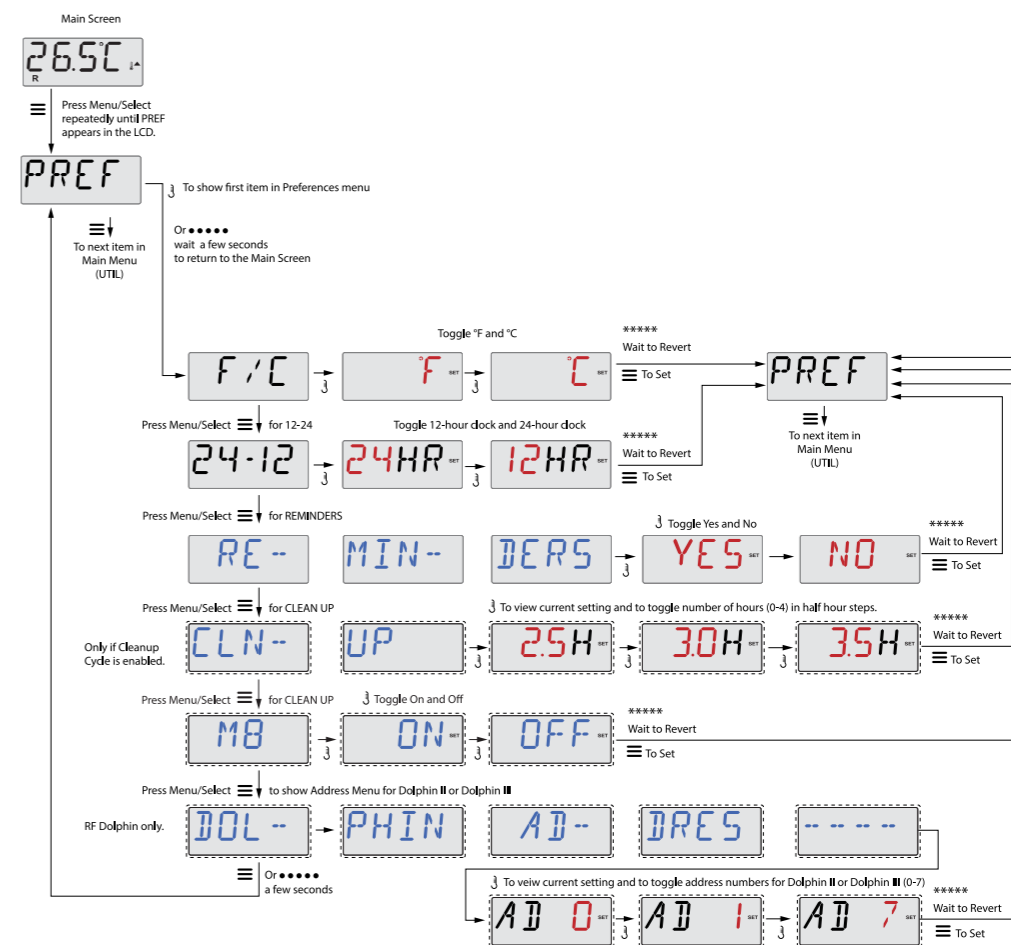 Main Screen
26.5°C
R
Press Menu/Select
repeatedly until PREF
appears in the LCD.
PREF
To show first item in Preferences menu
To next item in
Main Menu
(UTIL)
Or •••••
wait a few seconds
to return to the Main Screen
Toggle °F and °C
*****
Wait to Revert
F/C
°F SET
°C SET
To Set
PREF
Press Menu/Select for 12-24
Toggle 12-hour clock and 24-hour clock
*****
Wait to Revert
To next item in
Main Menu
(UTIL)
24-12
24HR SET
12HR SET
To Set
Press Menu/Select for REMINDERS
Toggle Yes and No
*****
Wait to Revert
RE-
MIN-
DERS
YES SET
NO SET
To Set
Press Menu/Select for CLEAN UP
To view current setting and to toggle number of hours (0-4) in half hour steps.
*****
Wait to Revert
Only if Cleanup
Cycle is enabled.
CLN-
UP
2.5H SET
3.0H SET
3.5H SET
To Set
Press Menu/Select for CLEAN UP
Toggle On and Off
*****
Wait to Revert
M8
ON SET
OFF SET
To Set
Press Menu/Select to show Address Menu for Dolphin II or Dolphin III
RF Dolphin only.
DOL--
PHIN
AD-
DRES
----
Or •••••
a few seconds
To veiw current setting and to toggle address numbers for Dolphin II or Dolphin III (0-7)
*****
Wait to Revert
AD 0 SET
AD 1 SET
AD 7 SET
To Set